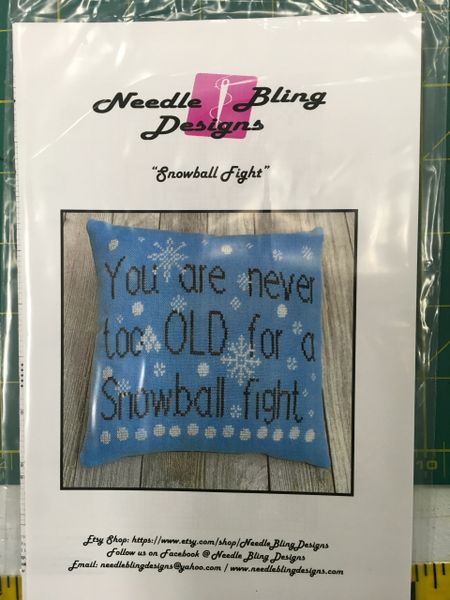 Needle Bling
Designs
"Snowball Fight"
You are never
too OLD for a
Snowball fight
Etsy Shop: https://www.etsy.com/shop/NeedleBlingDesigns
Follow us on Facebook @ Needle Bling Designs
Email: needleblingdesigns@yahoo.com / www.needleblingdesigns.com
10